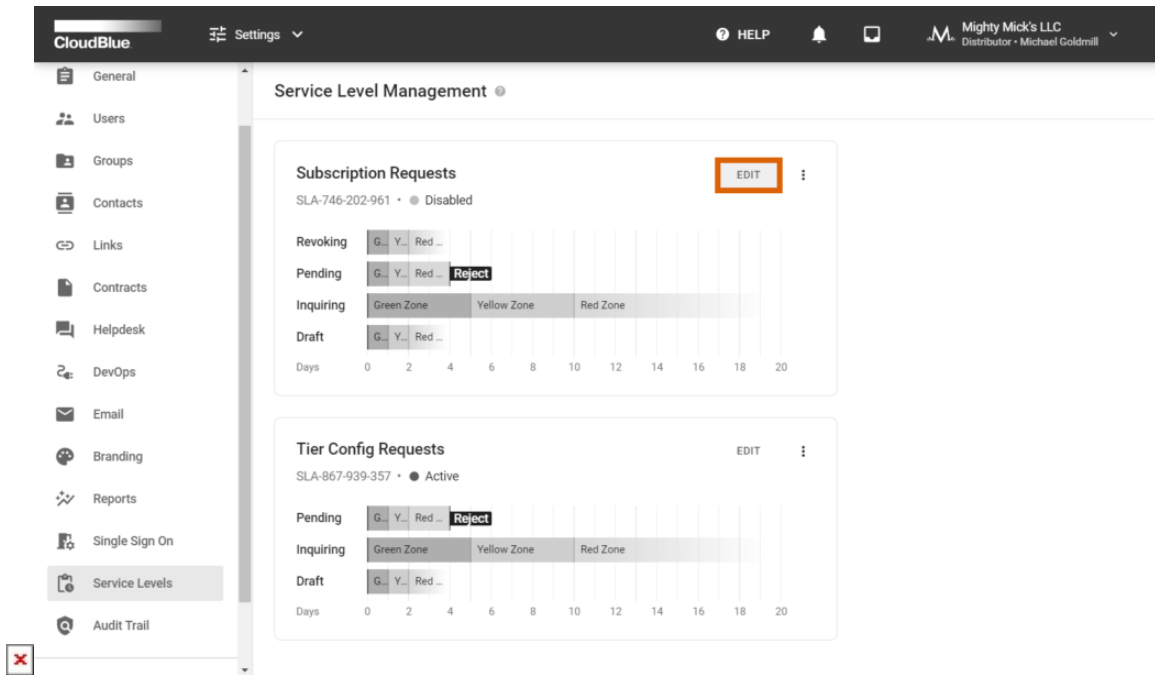 CloudBlue
Settings
HELP
Mighty Mick's LLC
Distributor • Michael Goldmill
General
Users
Groups
Contacts
Links
Contracts
Helpdesk
DevOps
Email
Branding
Reports
Single Sign On
Service Levels
Audit Trail
Service Level Management
Subscription Requests
EDIT
SLA-746-202-961 • Disabled
Revoking G... Y... Red ...
Pending G... Y... Red ... Reject
Inquiring Green Zone Yellow Zone Red Zone
Draft G... Y... Red ...
Days 0 2 4 6 8 10 12 14 16 18 20
Tier Config Requests
EDIT
SLA-867-939-357 • Active
Pending G... Y... Red ... Reject
Inquiring Green Zone Yellow Zone Red Zone
Draft G... Y... Red ...
Days 0 2 4 6 8 10 12 14 16 18 20